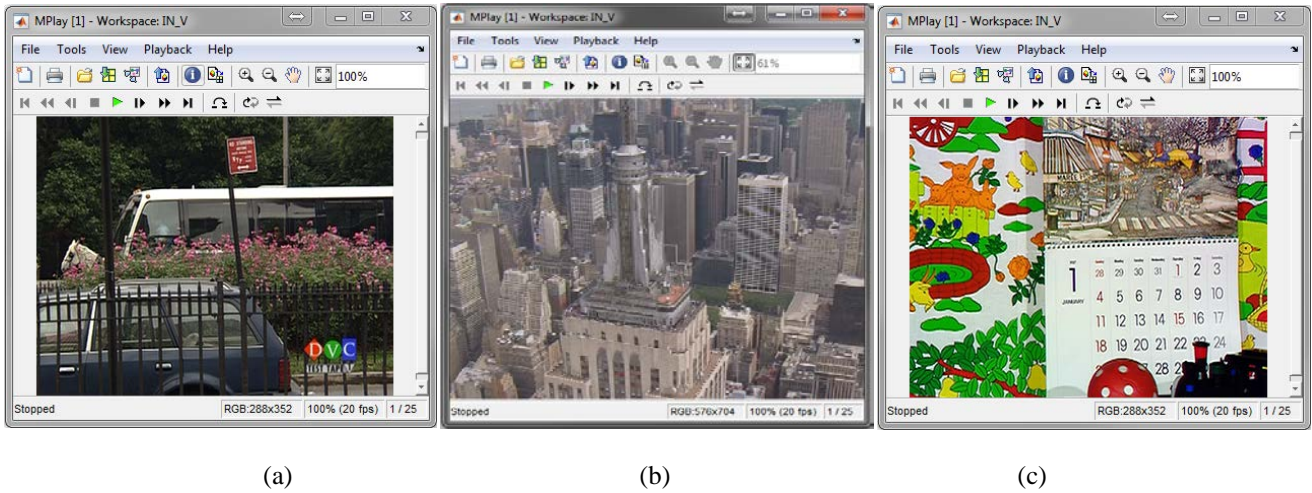 MPlay [1] - Workspace: IN_V
File Tools View Playback Help
100%
NO STANDING
DVC
Stopped RGB:288x352 100% (20 fps) 1 / 25
(a)
MPlay [1] - Workspace: IN_V
File Tools View Playback Help
61%
Stopped RGB:576x704 100% (20 fps) 1 / 25
(b)
MPlay [1] - Workspace: IN_V
File Tools View Playback Help
100%
1
JANUARY
28 29 30 31 1 2 3
4 5 6 7 8 9 10
11 12 13 14 15 16 17
18 19 20 21 22 23 24
28
Stopped RGB:288x352 100% (20 fps) 1 / 25
(c)